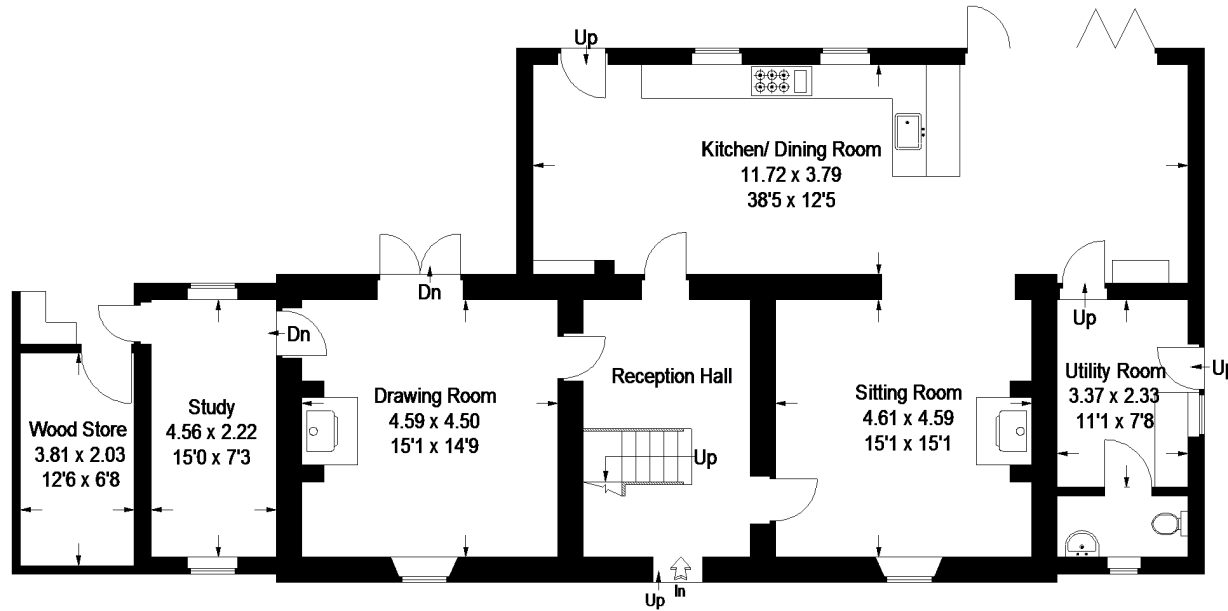 Up
Kitchen/ Dining Room
11.72 x 3.79
38'5 x 12'5
Dn
Dn
Up
Up
Reception Hall
Utility Room
3.37 x 2.33
11'1 x 7'8
Drawing Room
4.59 x 4.50
15'1 x 14'9
Sitting Room
4.61 x 4.59
15'1 x 15'1
Study
4.56 x 2.22
15'0 x 7'3
Wood Store
3.81 x 2.03
12'6 x 6'8
Up
Up
In